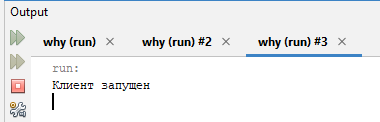 Output
why (run) × why (run) #2 × why (run) #3 ×
run:
Клиент запущен